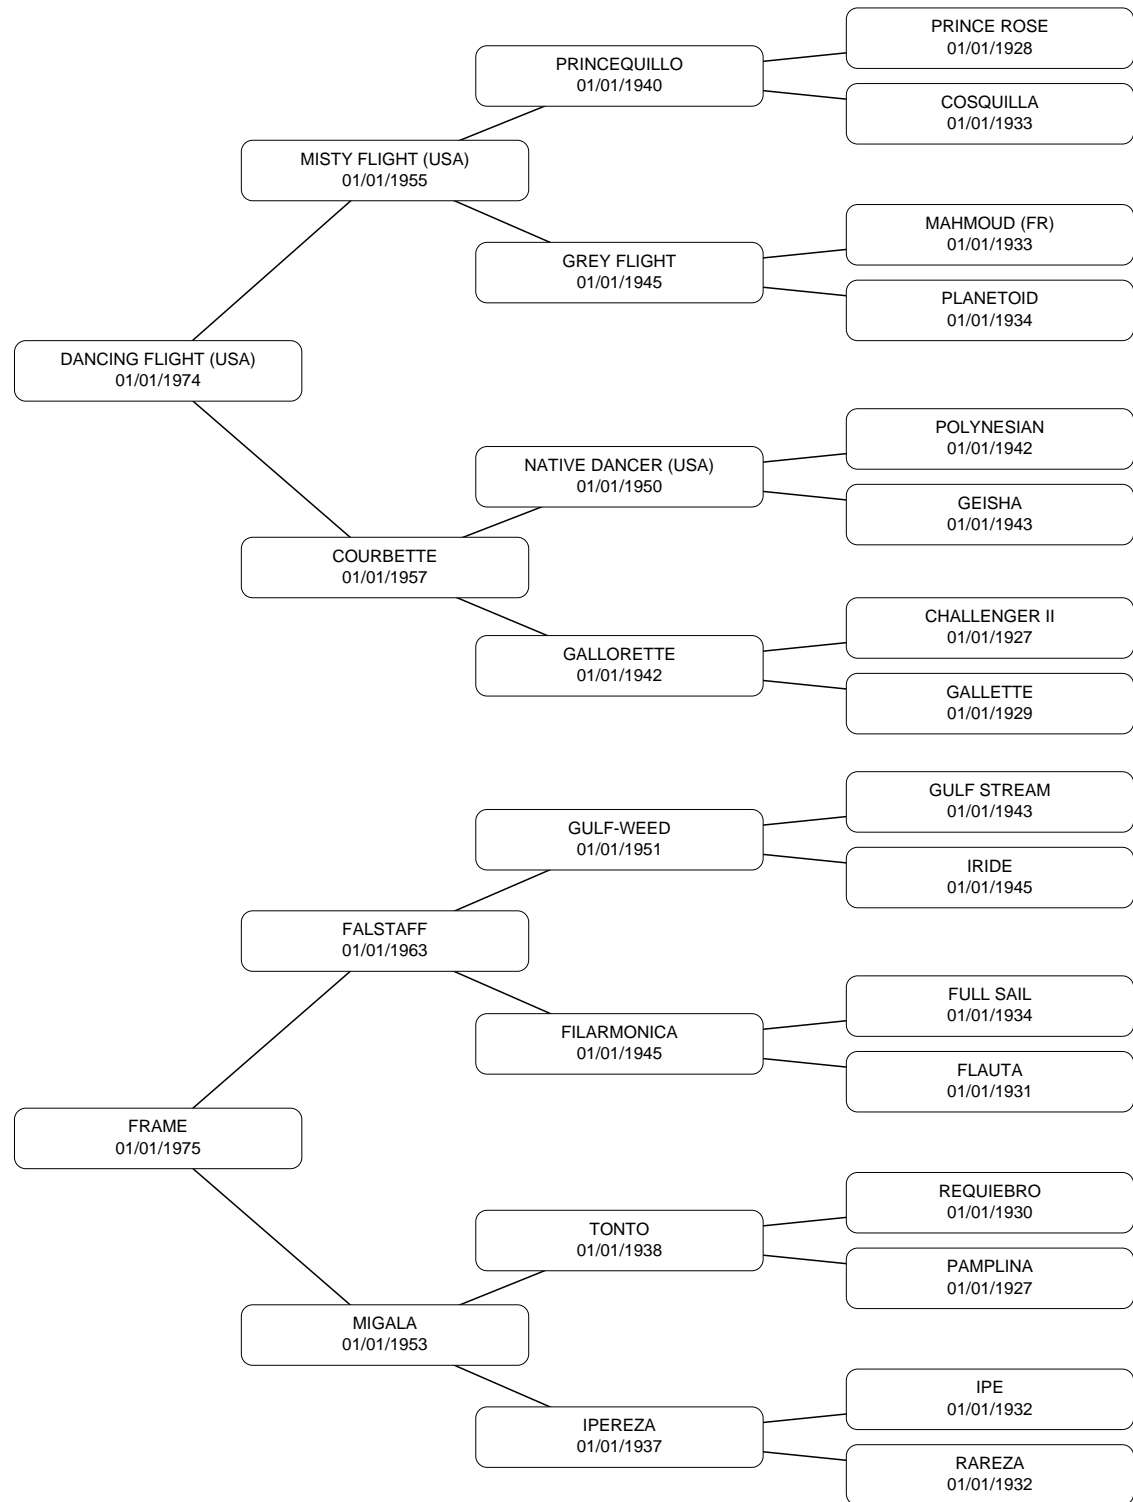 PRINCE ROSE
01/01/1928
PRINCEQUILLO
01/01/1940
COSQUILLA
01/01/1933
MISTY FLIGHT (USA)
01/01/1955
MAHMOUD (FR)
01/01/1933
GREY FLIGHT
01/01/1945
PLANETOID
01/01/1934
DANCING FLIGHT (USA)
01/01/1974
POLYNESIAN
01/01/1942
NATIVE DANCER (USA)
01/01/1950
GEISHA
01/01/1943
COURBETTE
01/01/1957
CHALLENGER II
01/01/1927
GALLORETTE
01/01/1942
GALLETTE
01/01/1929
GULF STREAM
01/01/1943
GULF-WEED
01/01/1951
IRIDE
01/01/1945
FALSTAFF
01/01/1963
FULL SAIL
01/01/1934
FILARMONICA
01/01/1945
FLAUTA
01/01/1931
FRAME
01/01/1975
REQUIEBRO
01/01/1930
TONTO
01/01/1938
PAMPLINA
01/01/1927
MIGALA
01/01/1953
IPE
01/01/1932
IPEREZA
01/01/1937
RAREZA
01/01/1932